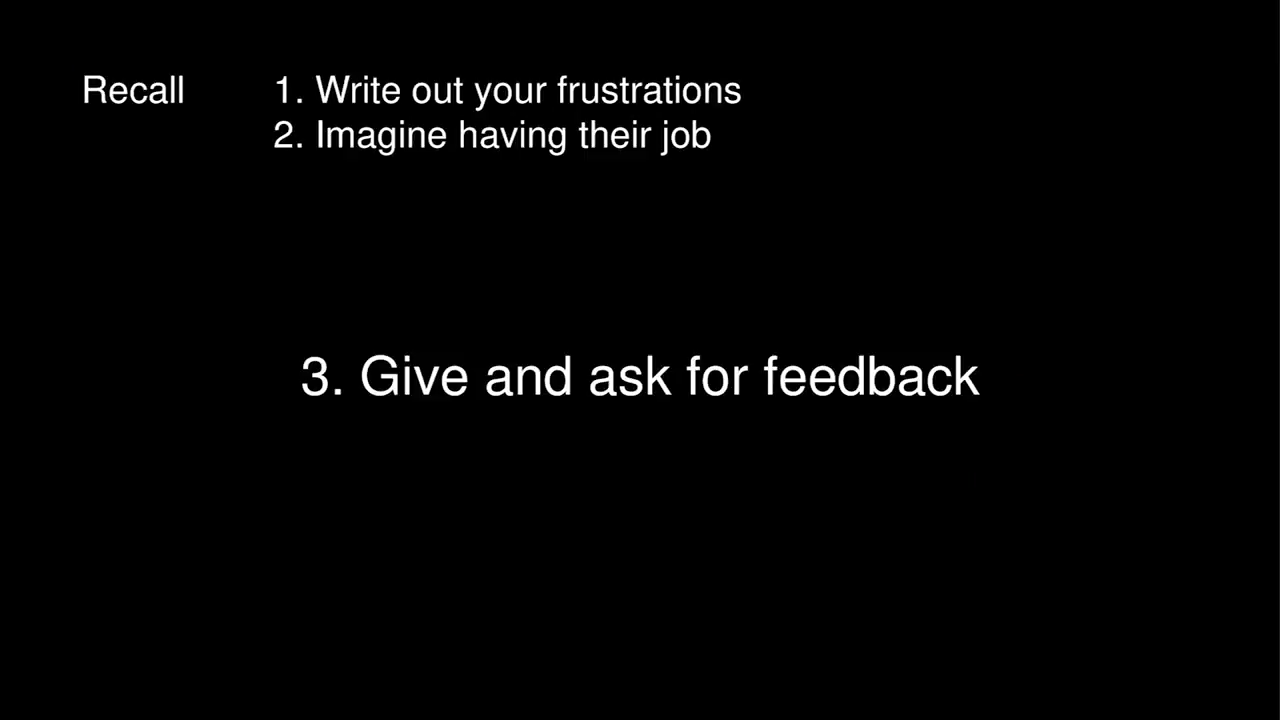 Recall 1. Write out your frustrations
2. Imagine having their job
3. Give and ask for feedback